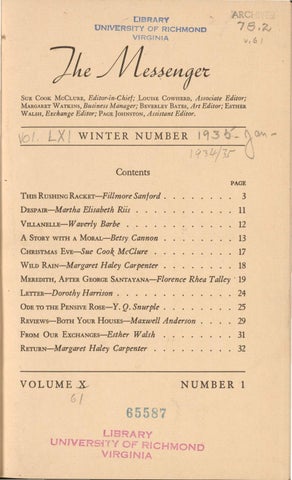 LIBRARY
UNIVERSITY OF RICHMOND
VIRGINIA
ARCHIVES
78.2
v.61
The Messenger
SUE COOK MCCLURE, Editor-in-Chief; LOUISE COWHERD, Associate Editor;
MARGARET WATKINS, Business Manager; BEVERLEY BATES, Art Editor; ESTHER
WALSH, Exchange Editor; PAGE JOHNSTON, Assistant Editor.
Vol. LXI WINTER NUMBER 1935- Jan-
1934/35
Contents
PAGE
THIS RUSHING RACKET—Fillmore Sanford . . . . . . . . 3
DESPAIR—Martha Elisabeth Riis . . . . . . . . . . 11
VILLANELLE—Waverly Barbe . . . . . . . . . . . 12
A STORY WITH A MORAL—Betsy Cannon . . . . . . . 13
CHRISTMAS EVE—Sue Cook McClure . . . . . . . . 17
WILD RAIN—Margaret Haley Carpenter . . . . . . . 18
MEREDITH, AFTER GEORGE SANTAYANA—Florence Rhea Talley 19
LETTER—Dorothy Harrison . . . . . . . . . . . 24
ODE TO THE PENSIVE ROSE—Y. Q. Snurple . . . . . . 25
REVIEWS—BOTH YOUR HOUSES—Maxwell Anderson . . . . 29
FROM OUR EXCHANGES—Esther Walsh . . . . . . . . 31
RETURN—Margaret Haley Carpenter . . . . . . . . 32
VOLUME X NUMBER 1
61
65587
LIBRARY
UNIVERSITY OF RICHMOND
VIRGINIA